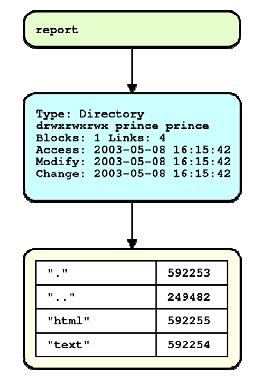 report
Type: Directory
drwxrwxrwx prince prince
Blocks: 1 Links: 4
Access: 2003-05-08 16:15:42
Modify: 2003-05-08 16:15:42
Change: 2003-05-08 16:15:42
"." 592253
".." 249482
"html" 592255
"text" 592254